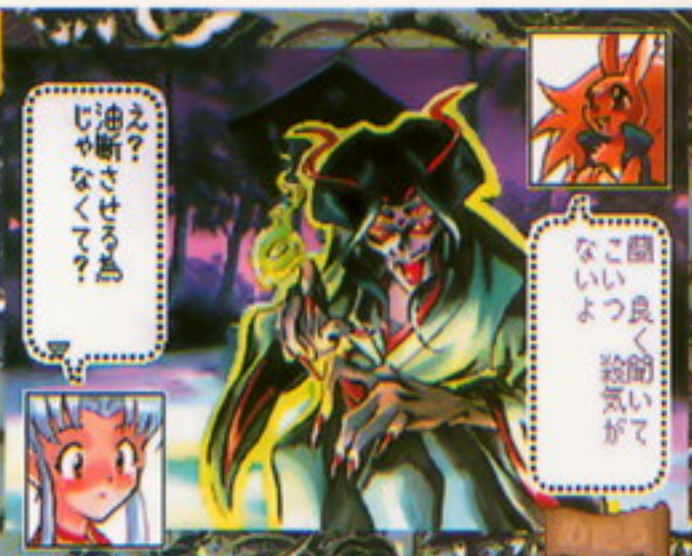 蘭 良く聞いて
こいつ 殺気が
ないよ
え?
油断させる為
じゃなくて?